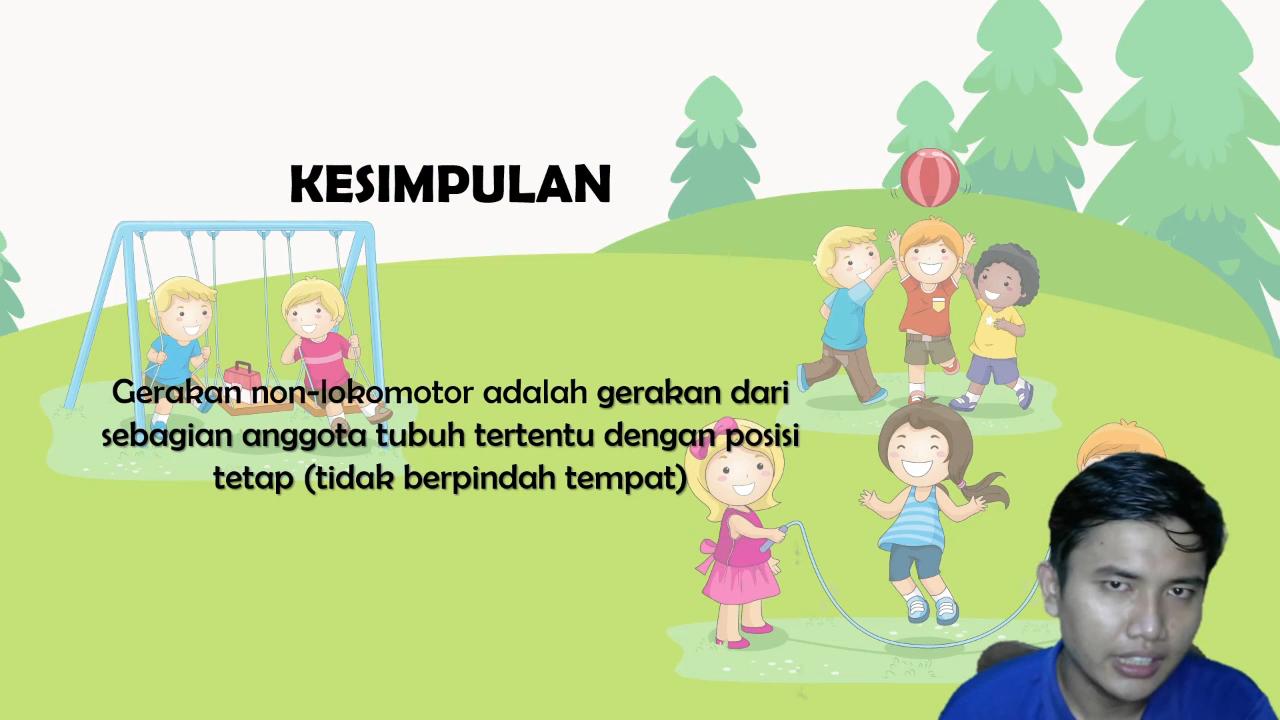 KESIMPULAN
Gerakan non-lokomotor adalah gerakan dari
sebagian anggota tubuh tertentu dengan posisi
tetap (tidak berpindah tempat)